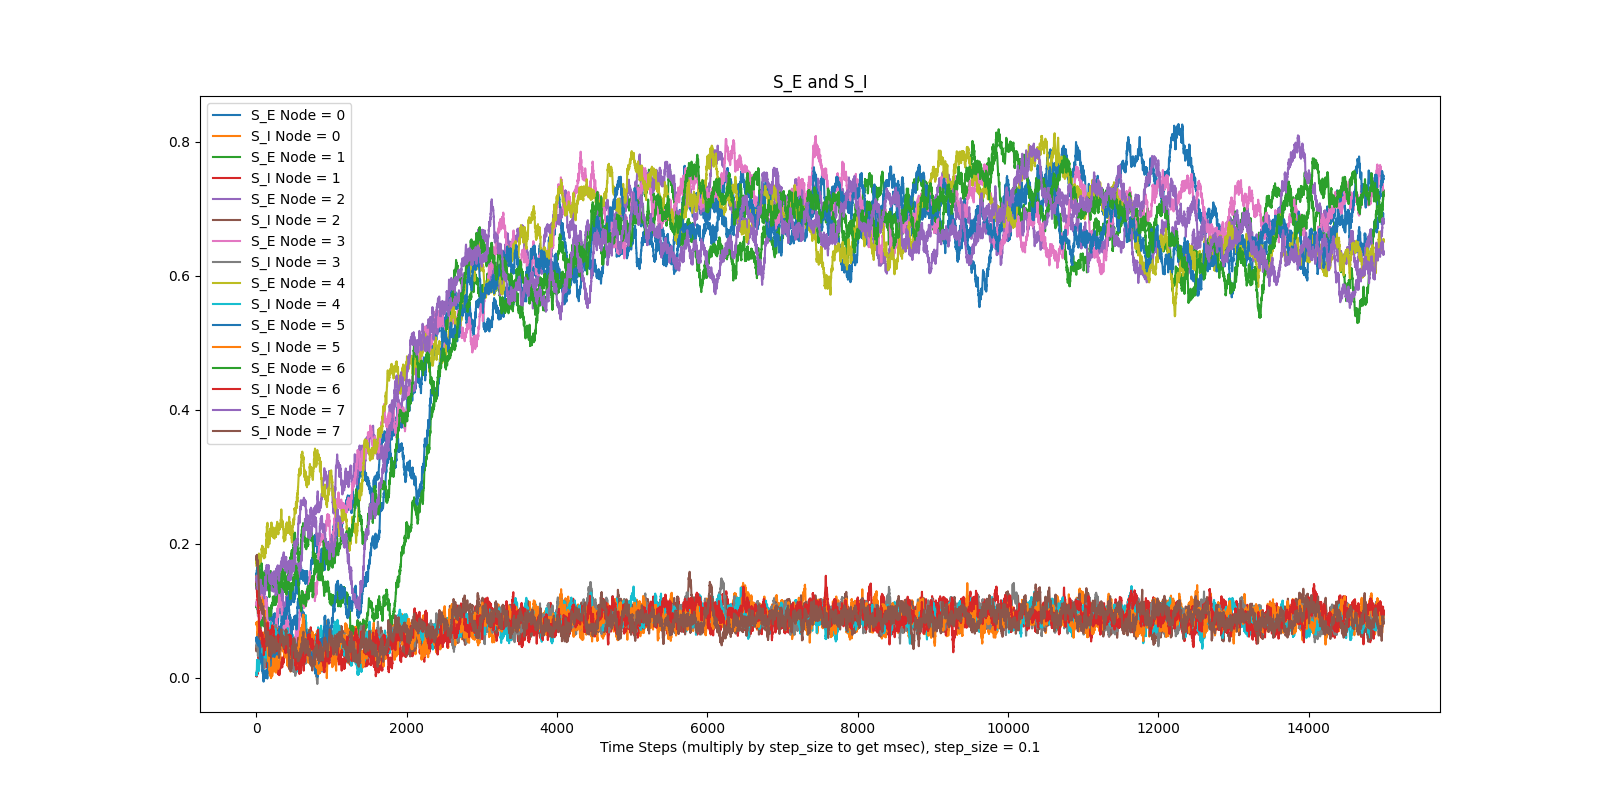 S_E and S_I
S_E Node = 0
S_I Node = 0
S_E Node = 1
S_I Node = 1
S_E Node = 2
S_I Node = 2
S_E Node = 3
S_I Node = 3
S_E Node = 4
S_I Node = 4
S_E Node = 5
S_I Node = 5
S_E Node = 6
S_I Node = 6
S_E Node = 7
S_I Node = 7
0.8
0.6
0.4
0.2
0.0
0 2000 4000 6000 8000 10000 12000 14000
Time Steps (multiply by step_size to get msec), step_size = 0.1